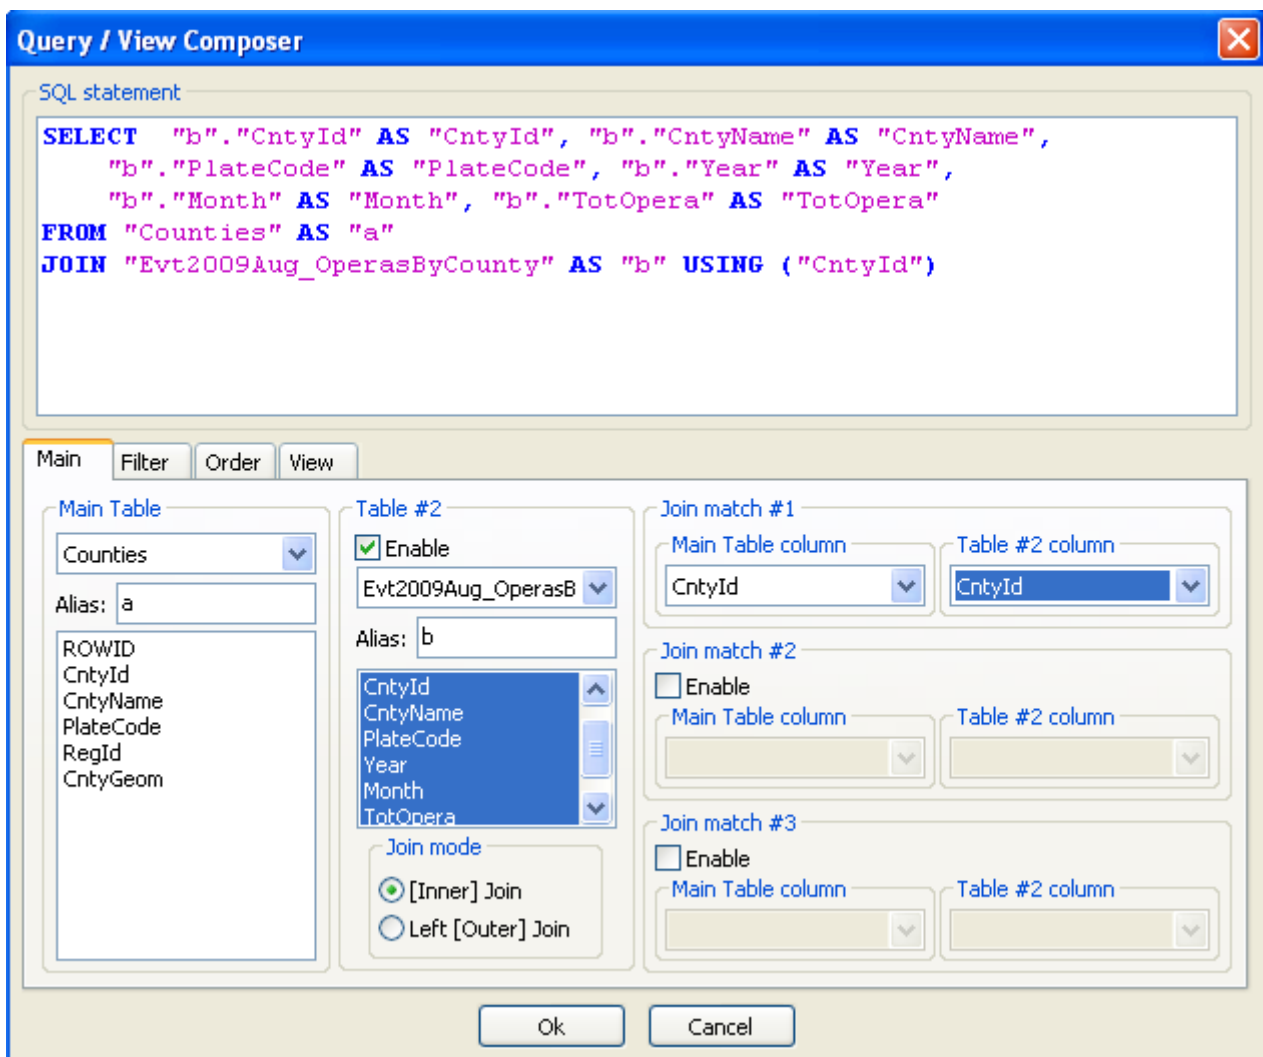 Query / View Composer
SQL statement
SELECT  "b"."CntyId" AS "CntyId", "b"."CntyName" AS "CntyName",
"b"."PlateCode" AS "PlateCode", "b"."Year" AS "Year",
"b"."Month" AS "Month", "b"."TotOpera" AS "TotOpera"
FROM "Counties" AS "a"
JOIN "Evt2009Aug_OperasByCounty" AS "b" USING ("CntyId")
Main Filter Order View
Main Table
Counties
Alias: a
ROWID
CntyId
CntyName
PlateCode
RegId
CntyGeom
Table #2
Enable
Evt2009Aug_OperasB
Alias: b
CntyId
CntyName
PlateCode
Year
Month
TotOpera
Join mode
[Inner] Join
Left [Outer] Join
Join match #1
Main Table column Table #2 column
CntyId CntyId
Join match #2
Enable
Main Table column Table #2 column
Join match #3
Enable
Main Table column Table #2 column
Ok Cancel